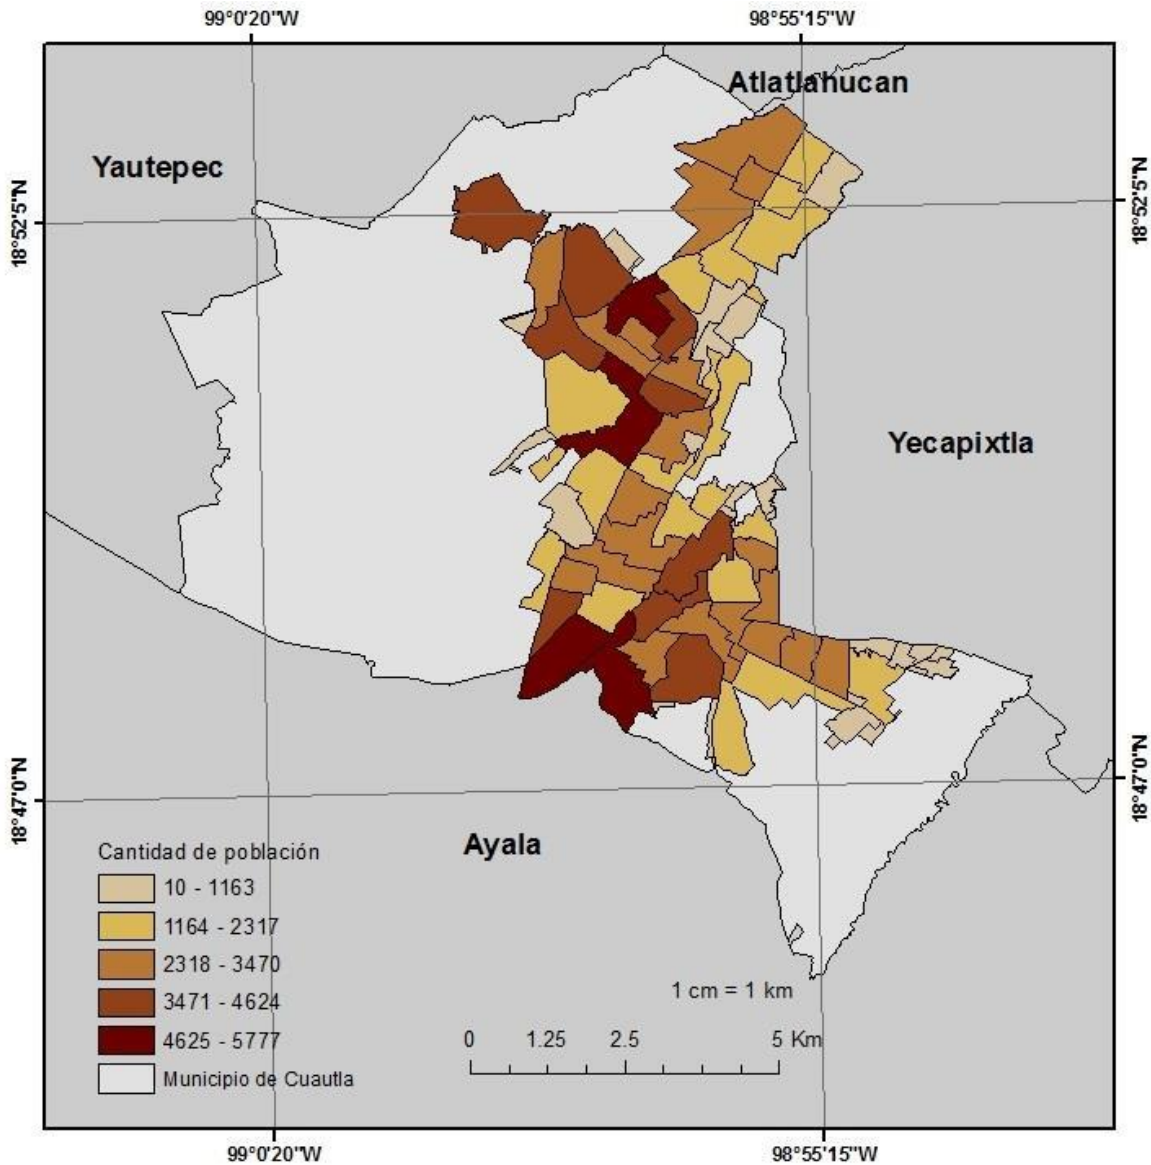 99°0'20"W 98°55'15"W
Atlatlahucan
Yautepec
18°52'5"N 18°52'5"N
Yecapixtla
18°47'0"N 18°47'0"N
Ayala
Cantidad de población
10 - 1163
1164 - 2317
2318 - 3470
3471 - 4624
4625 - 5777
Municipio de Cuautla
1 cm = 1 km
0 1.25 2.5 5 Km
99°0'20"W 98°55'15"W